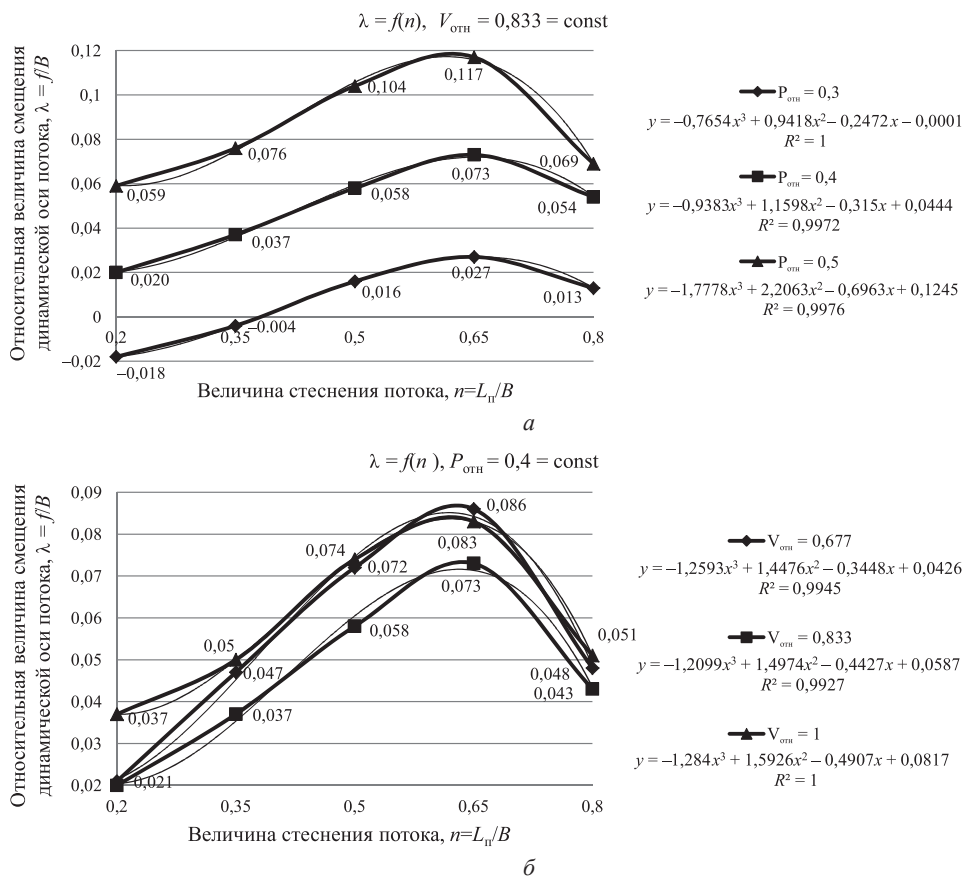 λ = f(n), Vотн = 0,833 = const
Относительная величина смещения
динамической оси потока, λ = f/B
0,12
0,1
0,08
0,06
0,04
0,02
0
–0,02
0,059
0,076
0,104
0,117
0,069
0,020
0,037
0,058
0,073
0,054
–0,018
–0.004
0,016
0,027
0,013
0,2
0,35
0,5
0,65
0,8
Величина стеснения потока, n=Lп/B
Pотн = 0,3
y = –0,7654x³ + 0,9418x² – 0,2472x – 0,0001
R² = 1
Pотн = 0,4
y = –0,9383x³ + 1,1598x² – 0,315x + 0,0444
R² = 0,9972
Pотн = 0,5
y = –1,7778x³ + 2,2063x² – 0,6963x + 0,1245
R² = 0,9976
а
λ = f(n ), Pотн = 0,4 = const
Относительная величина смещения
динамической оси потока, λ = f/B
0,09
0,08
0,07
0,06
0,05
0,04
0,03
0,02
0,037
0,05
0,074
0,083
0,051
0,021
0,047
0,072
0,086
0,048
0,037
0,058
0,073
0,043
0,2
0,35
0,5
0,65
0,8
Величина стеснения потока, n=Lп/B
Vотн = 0,677
y = –1,2593x³ + 1,4476x² – 0,3448x + 0,0426
R² = 0,9945
Vотн = 0,833
y = –1,2099x³ + 1,4974x² – 0,4427x + 0,0587
R² = 0,9927
Vотн = 1
y = –1,284x³ + 1,5926x² – 0,4907x + 0,0817
R² = 1
б